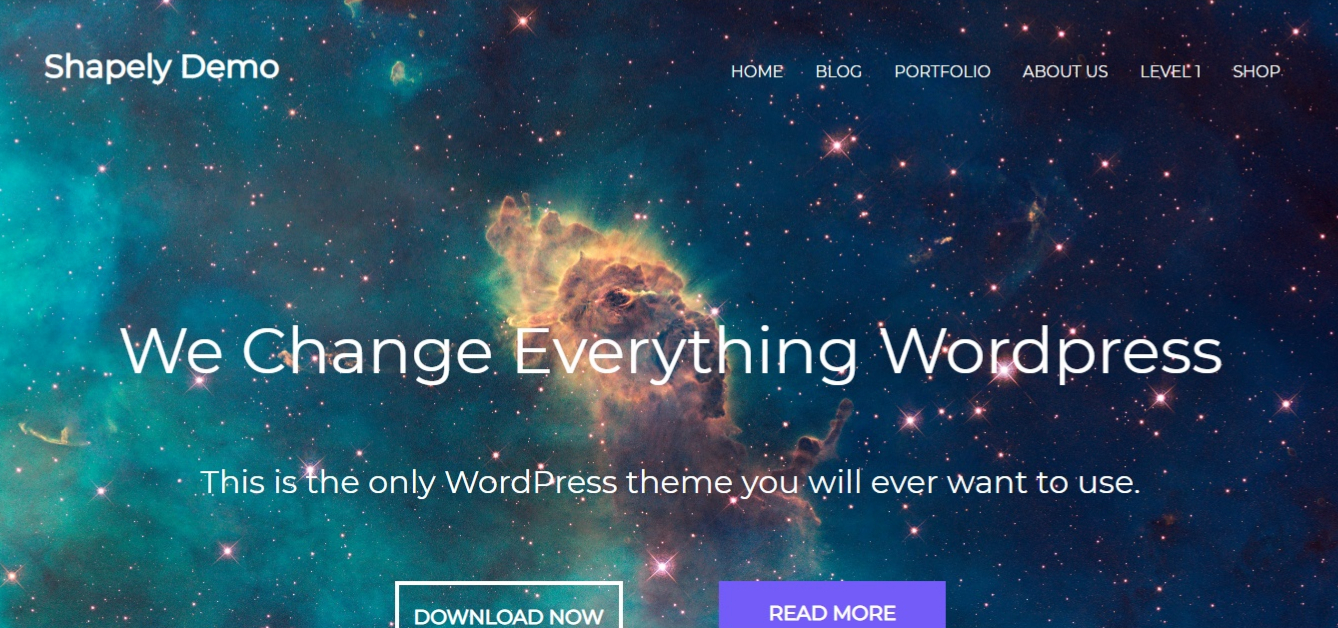 Shapely Demo
HOME BLOG PORTFOLIO ABOUT US LEVEL 1 SHOP
We Change Everything Wordpress
This is the only WordPress theme you will ever want to use.
DOWNLOAD NOW
READ MORE